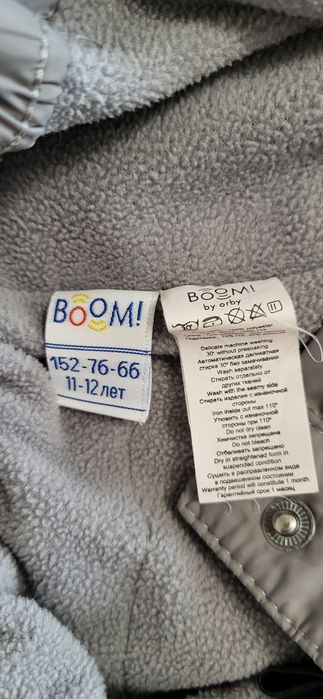 BOOM!
152-76-66
11-12 лет
BOOM!
by orby
Delicate machine washing
30° without presoaking
Автоматическая деликатная
стирка 30° без замачивания
Wash separately
Стирать отдельно от
других тканей
Wash with the seamy side
Стирать изделия с изнаночной
стороны
Iron inside out max 110°
Утюжить с изнаночной
стороны при 110°
Do not dry clean
Химчистка запрещена
Do not bleach
Отбеливать запрещено
Dry in straightened form in
suspended condition
Сушить в расправленном виде
в подвешенном состоянии
Warranty period will constitute 1 month
Гарантийный срок 1 месяц